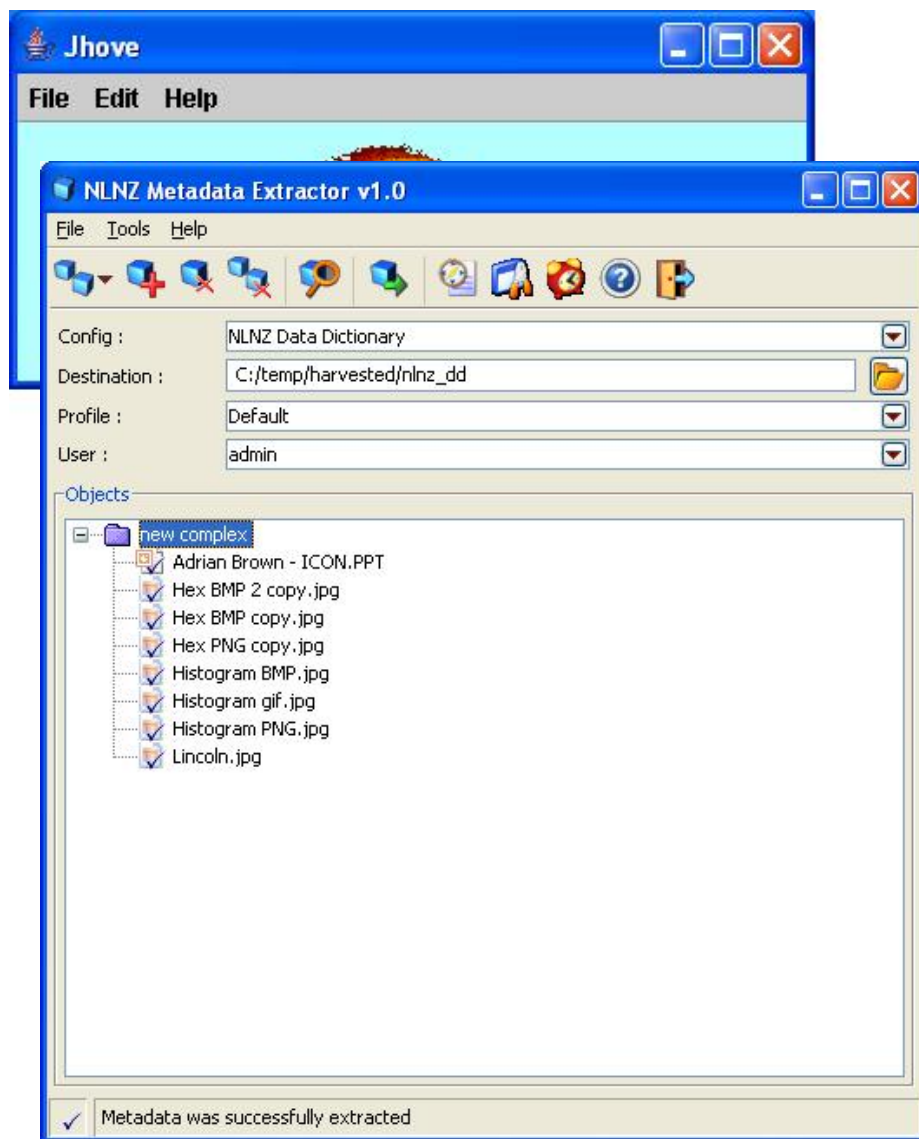 Jhove
File Edit Help
NLNZ Metadata Extractor v1.0
File Tools Help
Config : NLNZ Data Dictionary
Destination : C:/temp/harvested/nlnz_dd
Profile : Default
User : admin
Objects
new complex
Adrian Brown - ICON.PPT
Hex BMP 2 copy.jpg
Hex BMP copy.jpg
Hex PNG copy.jpg
Histogram BMP.jpg
Histogram gif.jpg
Histogram PNG.jpg
Lincoln.jpg
Metadata was successfully extracted